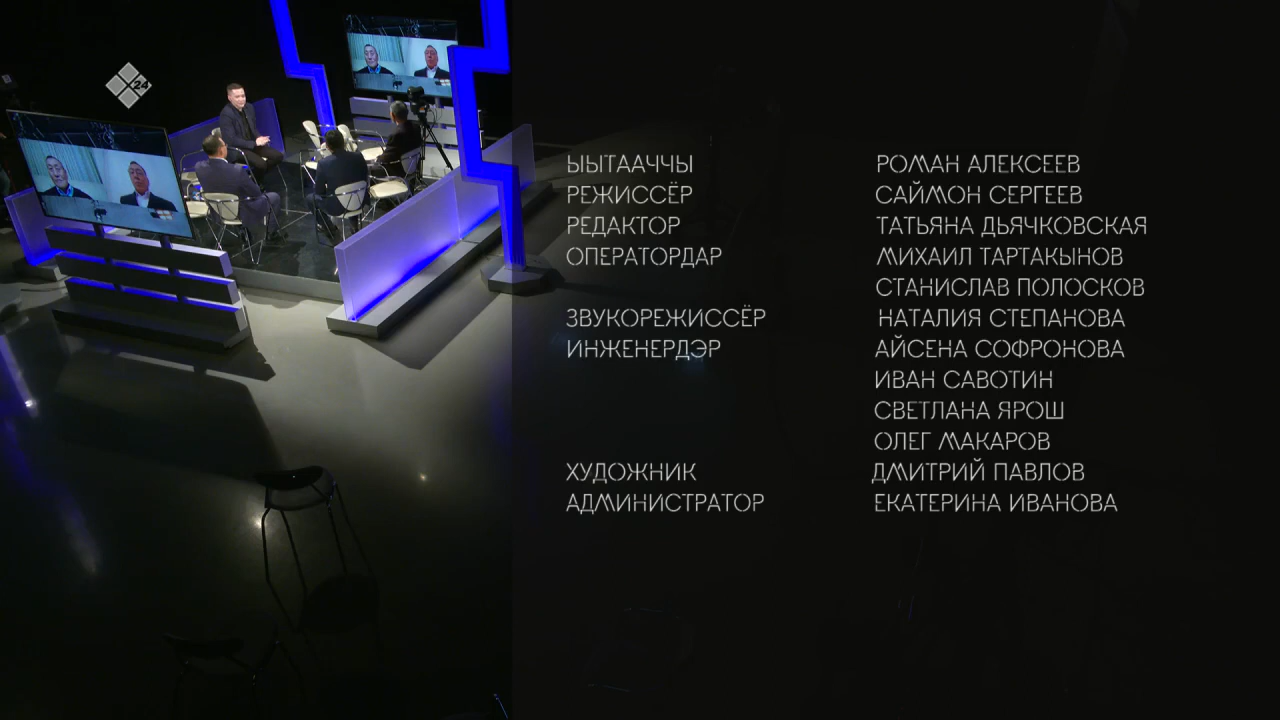 X24
ЫЫТААЧЧЫ РОМАН АЛЕКСЕЕВ
РЕЖИССЁР САЙМОН СЕРГЕЕВ
РЕДАКТОР ТАТЬЯНА ДЬЯЧКОВСКАЯ
ОПЕРАТОРДАР МИХАИЛ ТАРТАКЫНОВ
СТАНИСЛАВ ПОЛОСКОВ
ЗВУКОРЕЖИССЁР НАТАЛИЯ СТЕПАНОВА
ИНЖЕНЕРДЭР АЙСЕНА СОФРОНОВА
ИВАН САВОТИН
СВЕТЛАНА ЯРОШ
ОЛЕГ МАКАРОВ
ХУДОЖНИК ДМИТРИЙ ПАВЛОВ
АДМИНИСТРАТОР ЕКАТЕРИНА ИВАНОВА